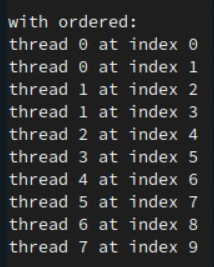 with ordered:
thread 0 at index 0
thread 0 at index 1
thread 1 at index 2
thread 1 at index 3
thread 2 at index 4
thread 3 at index 5
thread 4 at index 6
thread 5 at index 7
thread 6 at index 8
thread 7 at index 9